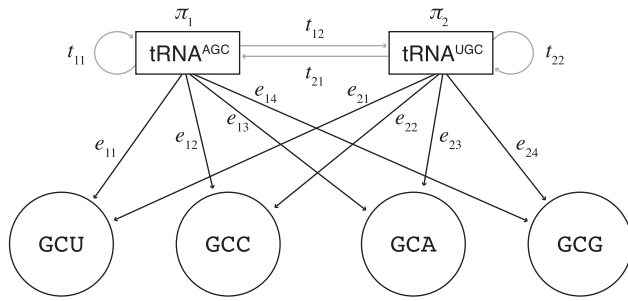 π₁ π₂
t₁₂
t₁₁ tRNAᴬᴳᶜ tRNAᵁᴳᶜ t₂₂
t₂₁
e₁₄ e₂₁
e₁₁ e₁₂ e₁₃ e₂₂ e₂₃ e₂₄
GCU GCC GCA GCG